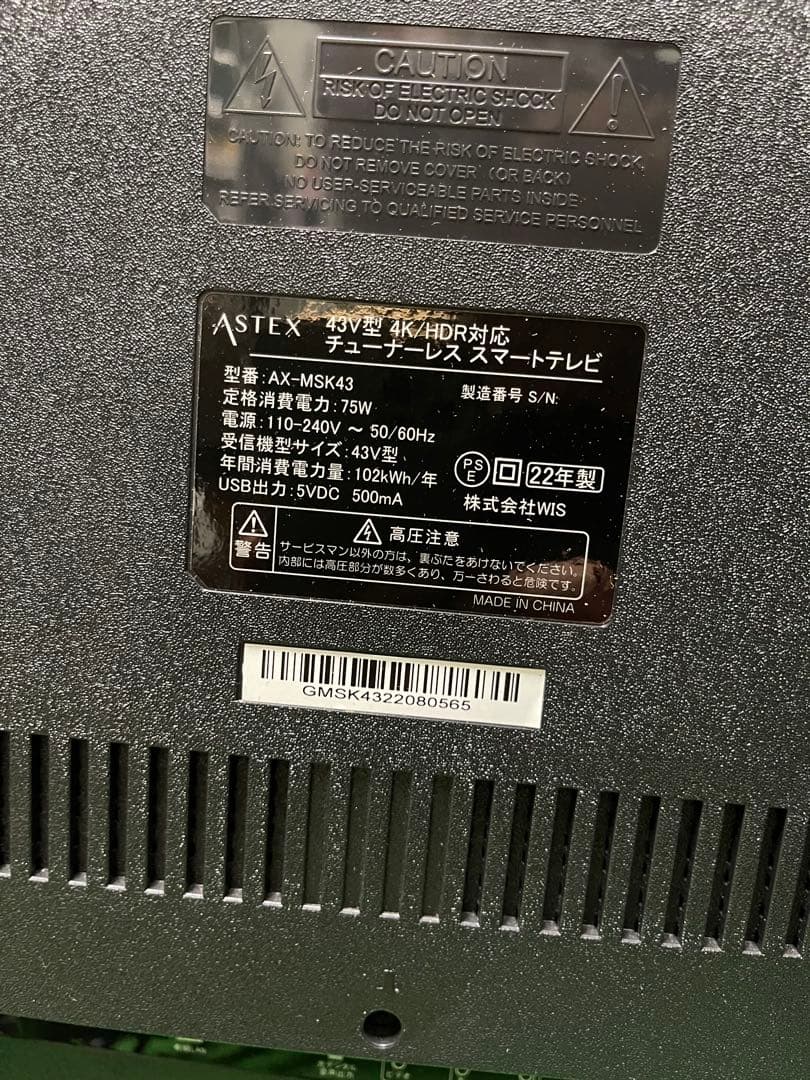 CAUTION
RISK OF ELECTRIC SHOCK
DO NOT OPEN
CAUTION: TO REDUCE THE RISK OF ELECTRIC SHOCK,
DO NOT REMOVE COVER (OR BACK)
NO USER-SERVICEABLE PARTS INSIDE
REFER SERVICING TO QUALIFIED SERVICE PERSONNEL
ASTEX 43V型 4K/HDR対応
チューナーレス スマートテレビ
型番:AX-MSK43
製造番号 S/N:
定格消費電力:75W
電源:110-240V ～ 50/60Hz
受信機型サイズ:43V型
年間消費電力量:102kWh/年
USB出力:5VDC 500mA
PS
E
22年製
株式会社WIS
警告
高圧注意
サービスマン以外の方は、裏ぶたをあけないでください。
内部には高圧部分が数多くあり、万一さわると危険です。
MADE IN CHINA
GMSK4322080565